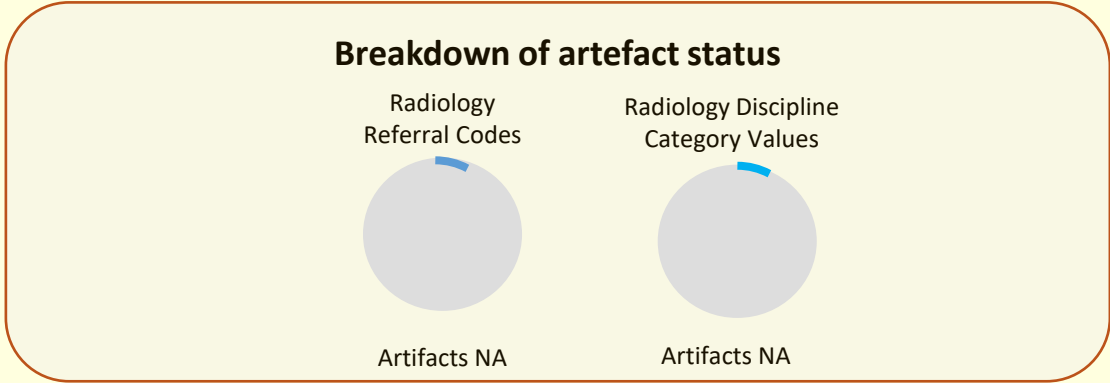 Breakdown of artefact status
Radiology
Referral Codes
Radiology Discipline
Category Values
Artifacts NA
Artifacts NA